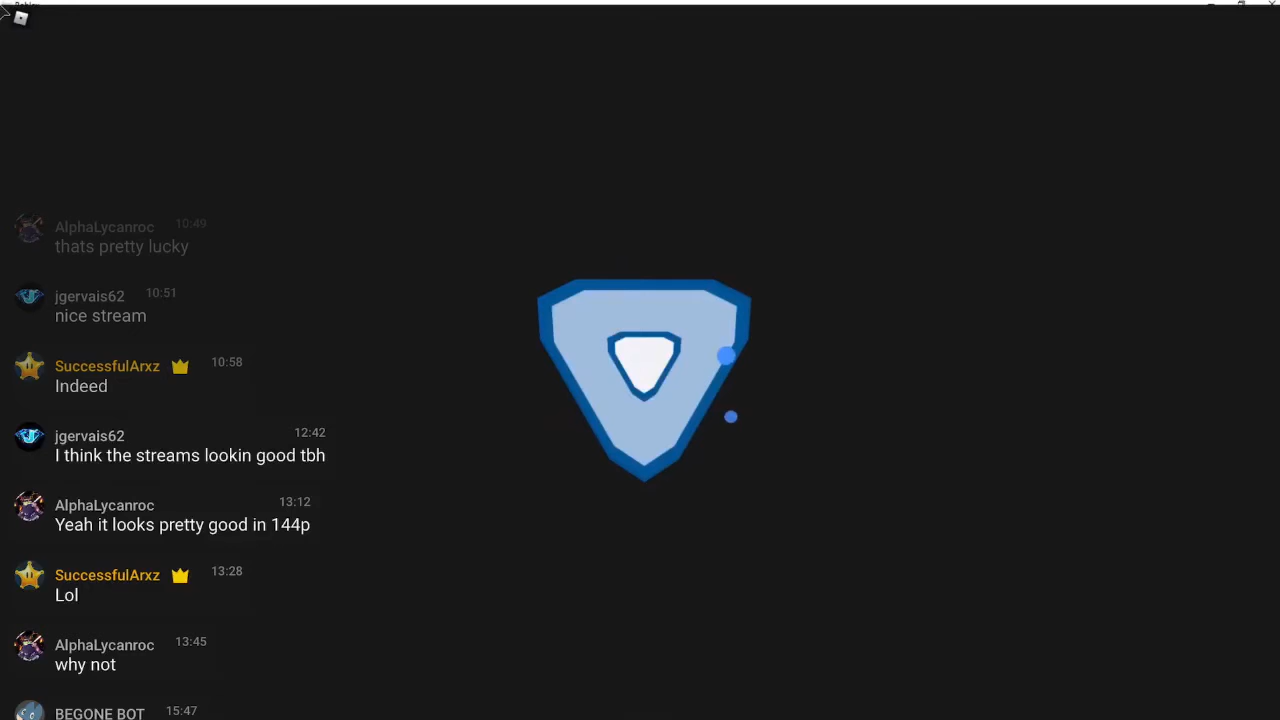 AlphaLycanroc 10:49
thats pretty lucky
jgervais62 10:51
nice stream
SuccessfulArxz 10:58
Indeed
jgervais62 12:42
I think the streams lookin good tbh
AlphaLycanroc 13:12
Yeah it looks pretty good in 144p
SuccessfulArxz 13:28
Lol
AlphaLycanroc 13:45
why not
BEGONE BOT 15:47